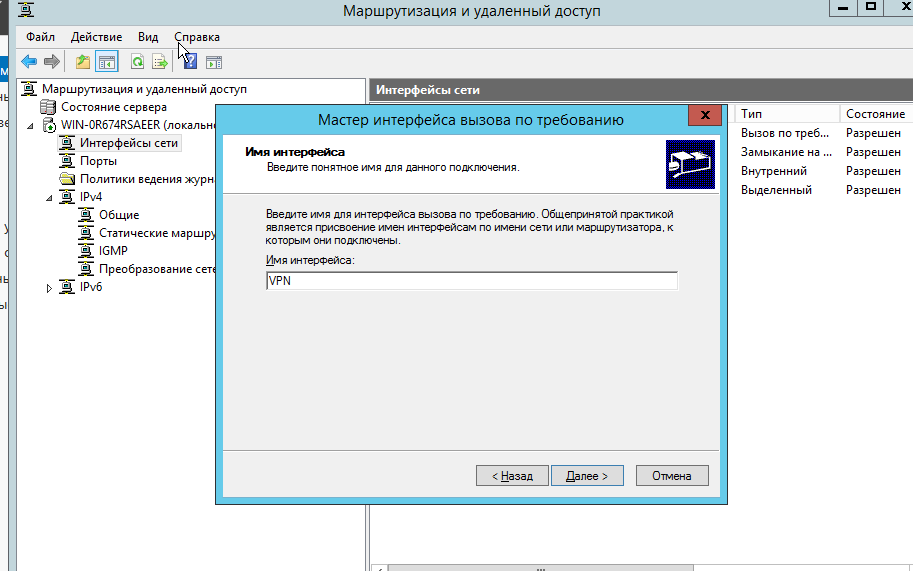 Маршрутизация и удаленный доступ
Файл Действие Вид Справка
Маршрутизация и удаленный доступ
Состояние сервера
WIN-0R674RSAEER (локально
Интерфейсы сети
Порты
Политики ведения журн
IPv4
Общие
Статические маршру
IGMP
Преобразование сете
IPv6
Интерфейсы сети
Тип Состояние
Вызов по треб... Разрешен
Замыкание на ... Разрешен
Внутренний Разрешен
Выделенный Разрешен
Мастер интерфейса вызова по требованию
Имя интерфейса
Введите понятное имя для данного подключения.
Введите имя для интерфейса вызова по требованию. Общепринятой практикой
является присвоение имен интерфейсам по имени сети или маршрутизатора, к
которым они подключены.
Имя интерфейса:
VPN
< Назад Далее > Отмена